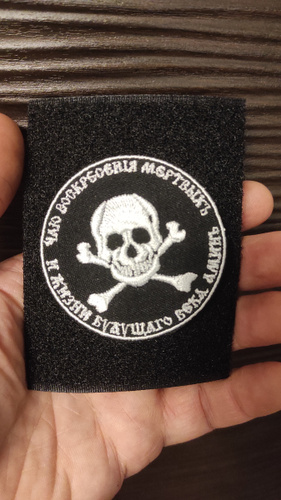 ЧАЮ ВОСКРЕСЕНІЯ МЕРТВЫХЪ
И ЖИЗНИ БУДУЩАГО ВѢКА. АМИНЬ